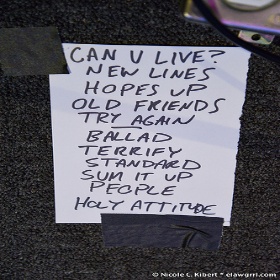 CAN U LIVE?
NEW LINES
HOPES UP
OLD FRIENDS
TRY AGAIN
BALLAD
TERRIFY
STANDARD
SUM IT UP
PEOPLE
HOLY ATTITUDE
© Nicole C. Kibert • elawgrrl.com